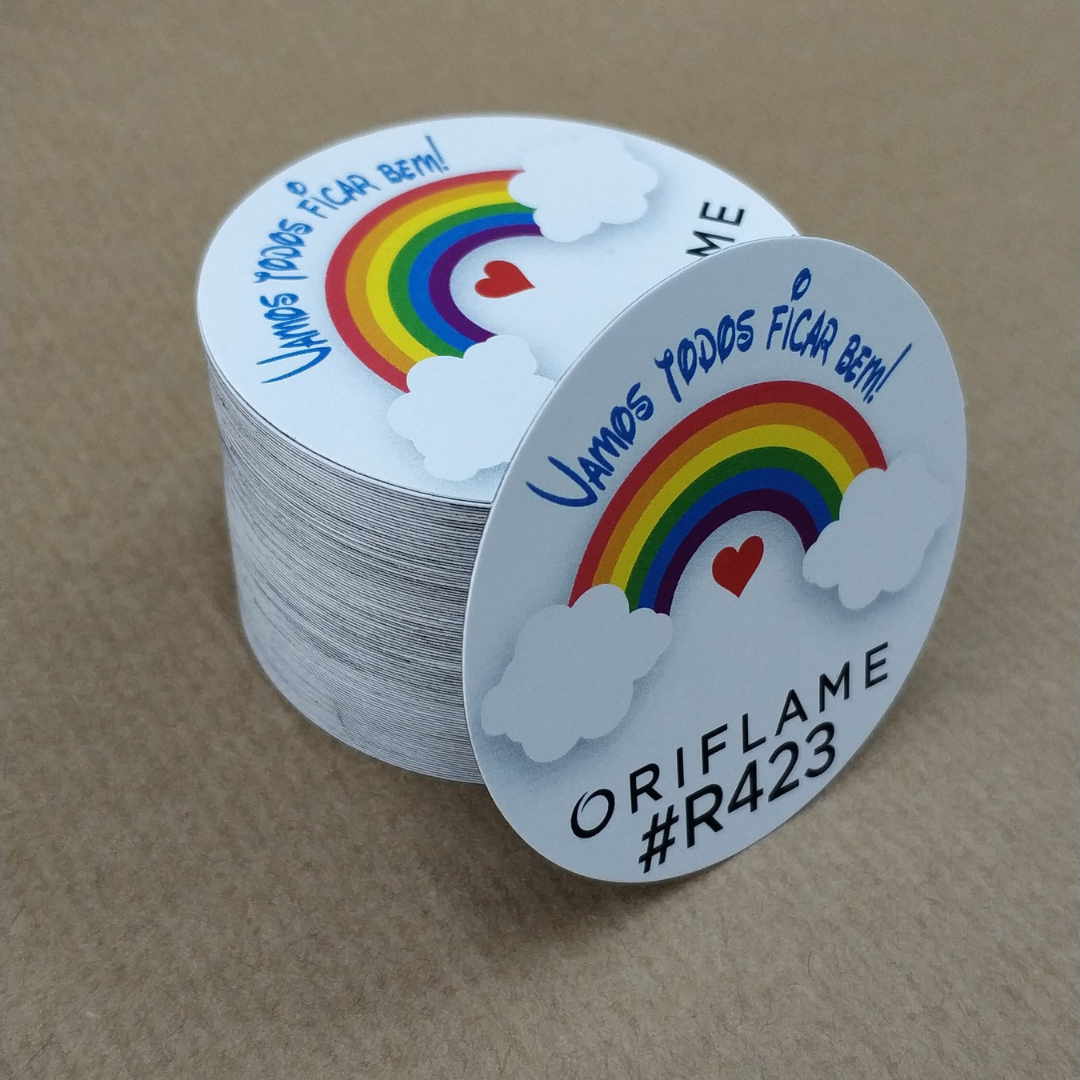 VAMOS TODOS FICAR BEM!
ME
VAMOS TODOS FICAR BEM!
ORIFLAME
#R423